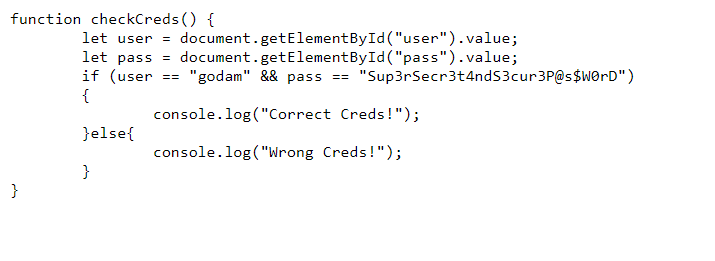 function checkCreds() {
        let user = document.getElementById("user").value;
        let pass = document.getElementById("pass").value;
        if (user == "godam" && pass == "Sup3rSecr3t4ndS3cur3P@s$W0rD")
        {
                console.log("Correct Creds!");
        }else{
                console.log("Wrong Creds!");
        }
}